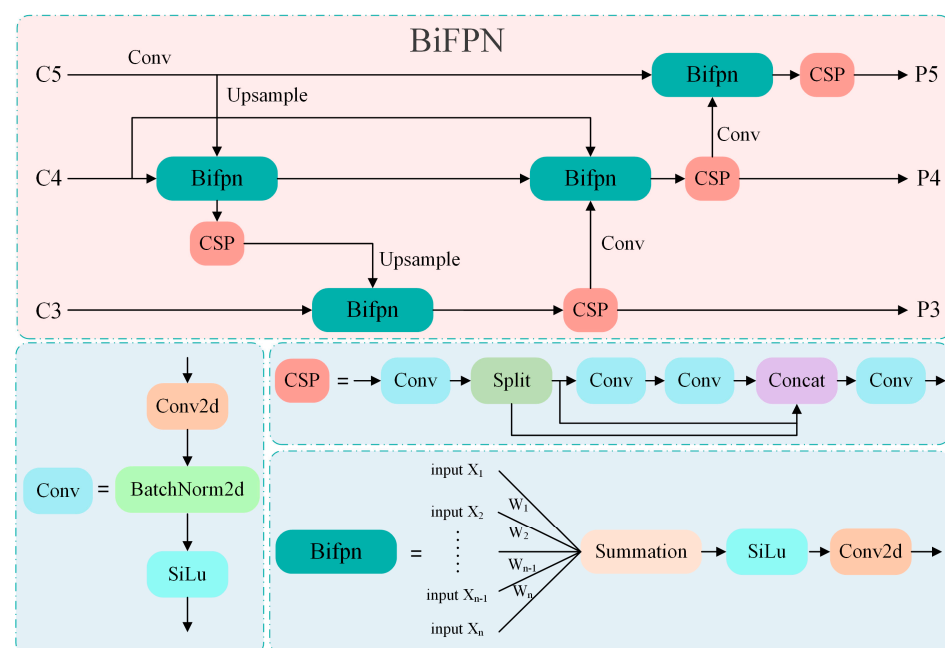 BiFPN
C5
Conv
Upsample
Bifpn
CSP
P5
Conv
C4
Bifpn
Bifpn
CSP
P4
CSP
Upsample
Conv
C3
Bifpn
CSP
P3
Conv
=
Conv2d
BatchNorm2d
SiLu
CSP
=
Conv
Split
Conv
Conv
Concat
Conv
Bifpn
=
input X1
input X2
input Xn-1
input Xn
W1
W2
Wn-1
Wn
Summation
SiLu
Conv2d